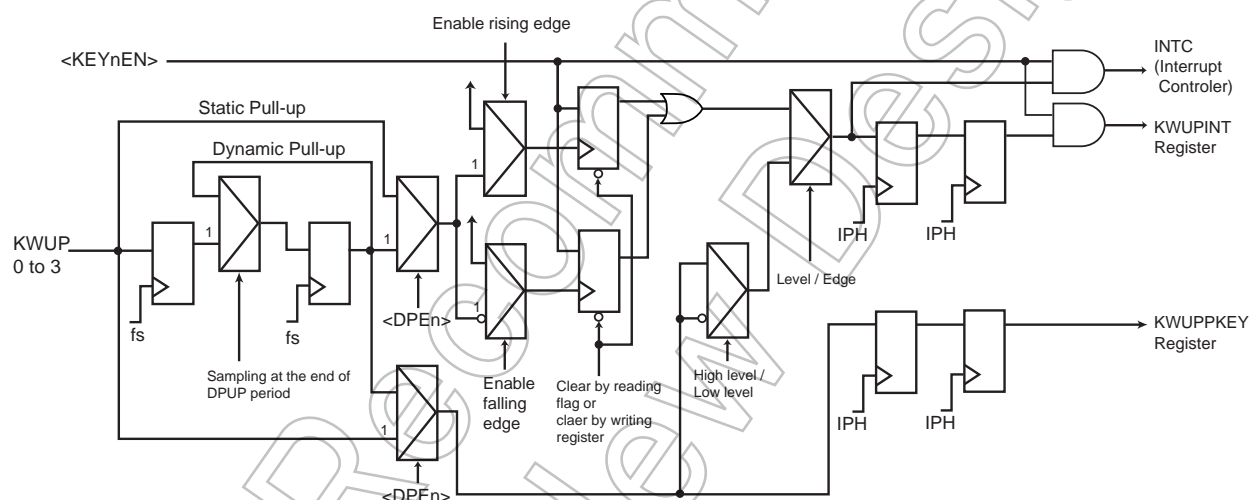 Enable rising edge
<KEYnEN>
INTC
(Interrupt
Controler)
Static Pull-up
KWUPINT
Register
Dynamic Pull-up
1
1
1
KWUP
0 to 3
IPH
IPH
Level / Edge
<DPEn>
1
fs
fs
KWUPPKEY
Register
Sampling at the end of
DPUP period
Enable
falling
edge
Clear by reading
flag or
claer by writing
register
High level /
Low level
1
IPH
IPH
<DPEn>
Recomm
New Desi